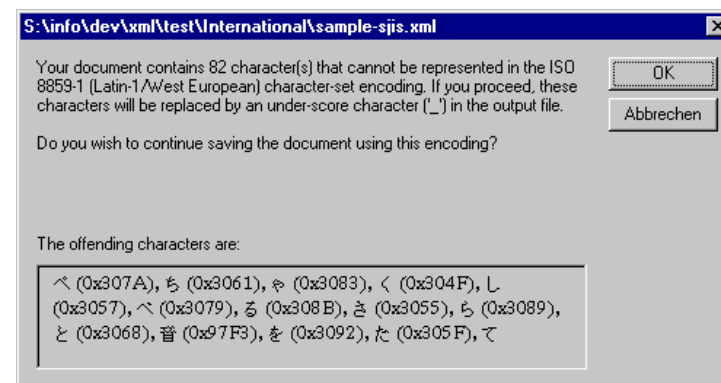 S:\info\dev\xml\test\International\sample-sjis.xml
Your document contains 82 character(s) that cannot be represented in the ISO
8859-1 (Latin-1/West European) character-set encoding. If you proceed, these
characters will be replaced by an under-score character ('_') in the output file.
Do you wish to continue saving the document using this encoding?
OK
Abbrechen
The offending characters are:
ペ (0x307A), ち (0x3061), ゃ (0x3083), く (0x304F), し
(0x3057), べ (0x3079), る (0x308B), さ (0x3055), ら (0x3089),
と (0x3068), 音 (0x97F3), を (0x3092), た (0x305F), て